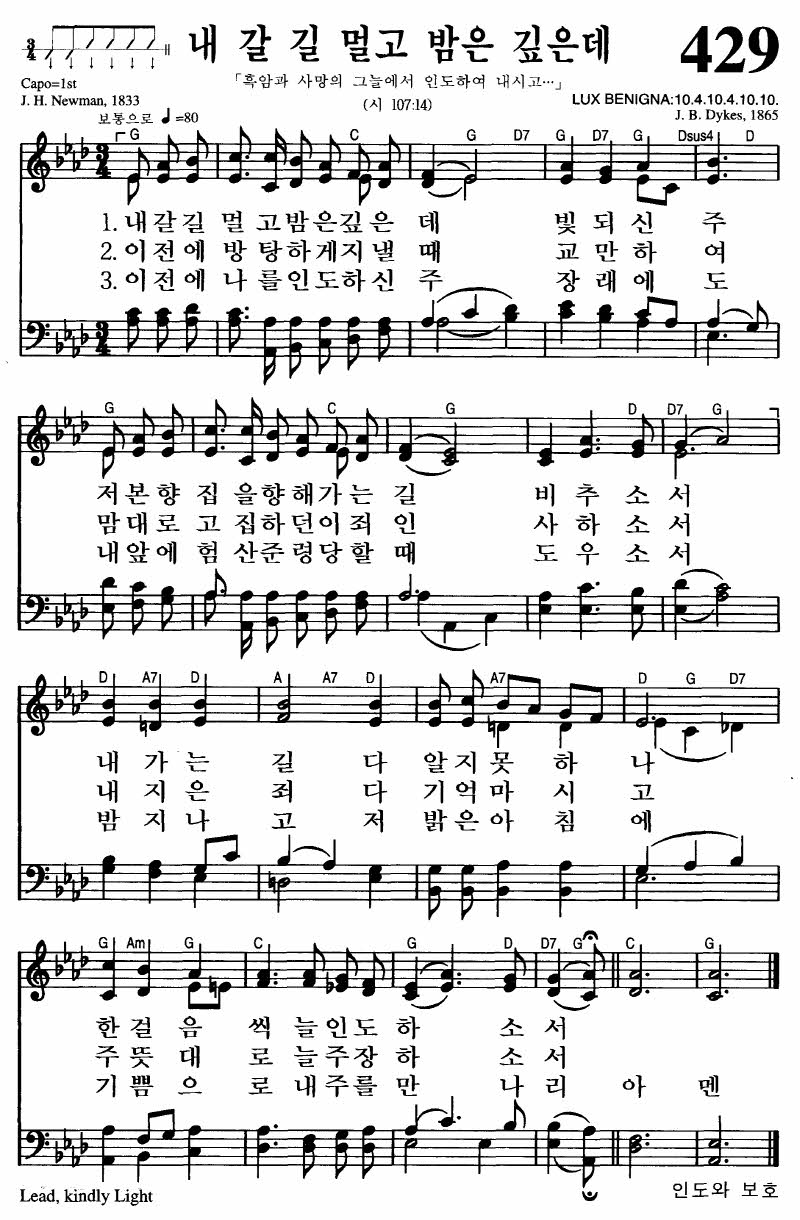 내 갈 길 멀고 밤은 깊은데 429
「흑암과 사망의 그늘에서 인도하여 내시고…」
(시 107:14)
Capo=1st
J. H. Newman, 1833
LUX BENIGNA:10.4.10.4.10.10.
J. B. Dykes, 1865
보통으로 ♩=80
G C G D7 G D7 G Dsus4 D
1. 내갈길 멀고밤은깊은데 빛되신주
2. 이전에 방탕하게지낼때 교만하여
3. 이전에 나를인도하신주 장래에도
G C G D D7 G
저본향 집을향해가는길 비추소서
맘대로 고집하던이죄인 사하소서
내앞에 험산준령당할때 도우소서
D A7 D A A7 D A7 D G D7
내가는 길다 알지못하나
내지은 죄다 기억마시고
밤지나고 저 밝은아침에
G Am G C G D D7 G C G
한걸음씩 늘인도하소서
주뜻대로 늘주장하소서
기쁨으로 내주를만나리 아멘
Lead, kindly Light
인도와 보호